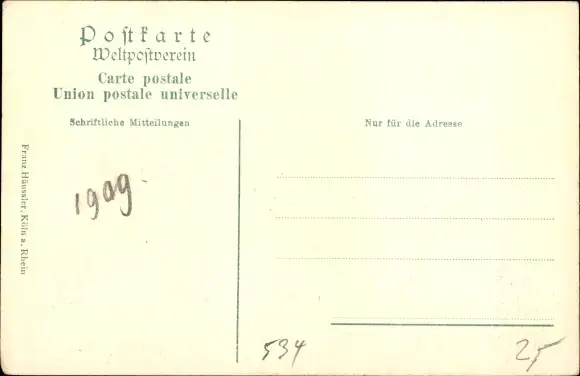 Postkarte
Weltpostverein
Carte postale
Union postale universelle
Schriftliche Mitteilungen
Nur für die Adresse
Franz Häussler, Köln a. Rhein
1909
534
25